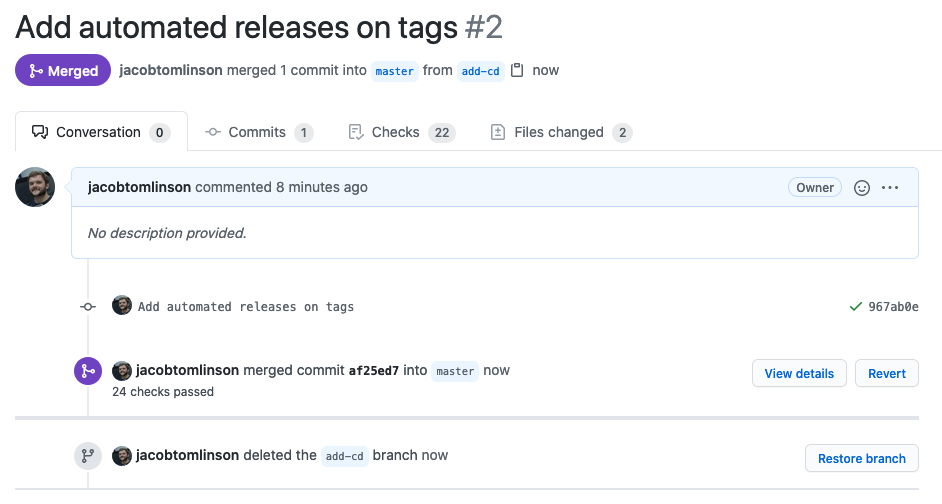 Add automated releases on tags #2
Merged jacobtomlinson merged 1 commit into master from add-cd now
Conversation 0 Commits 1 Checks 22 Files changed 2
jacobtomlinson commented 8 minutes ago Owner
No description provided.
Add automated releases on tags 967ab0e
jacobtomlinson merged commit af25ed7 into master now View details Revert
24 checks passed
jacobtomlinson deleted the add-cd branch now Restore branch